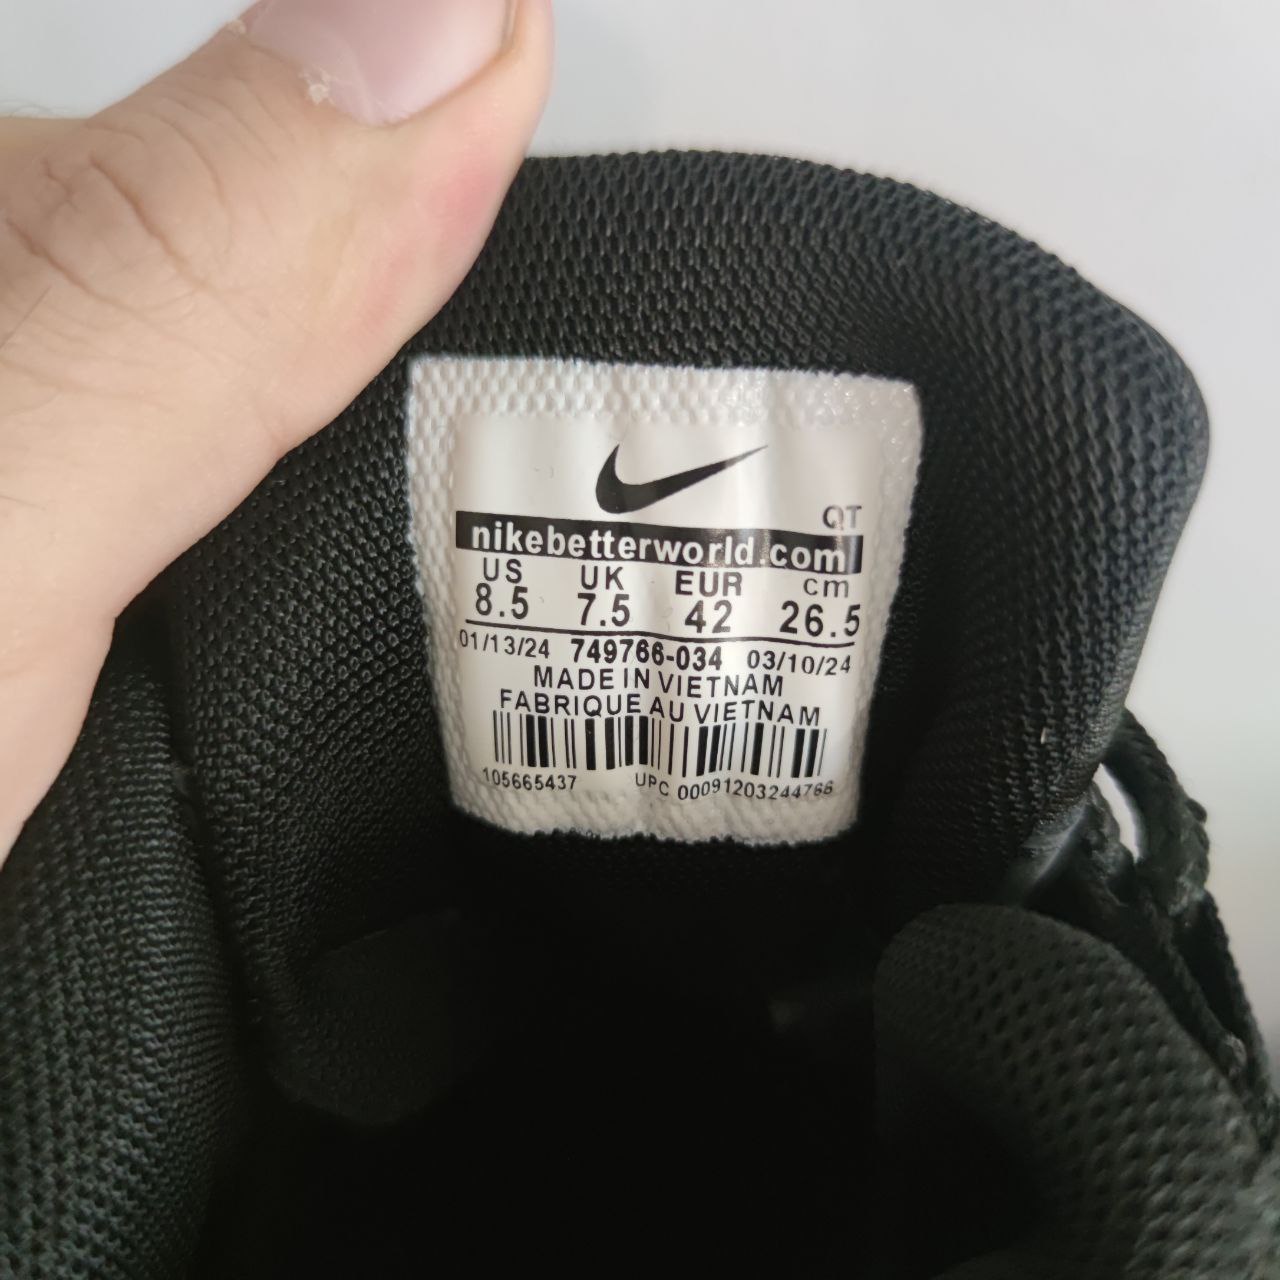 QT
nikebetterworld.com
US UK EUR cm
8.5 7.5 42 26.5
01/13/24 749766-034 03/10/24
MADE IN VIETNAM
FABRIQUE AU VIETNAM
105665437 UPC 00091203244766